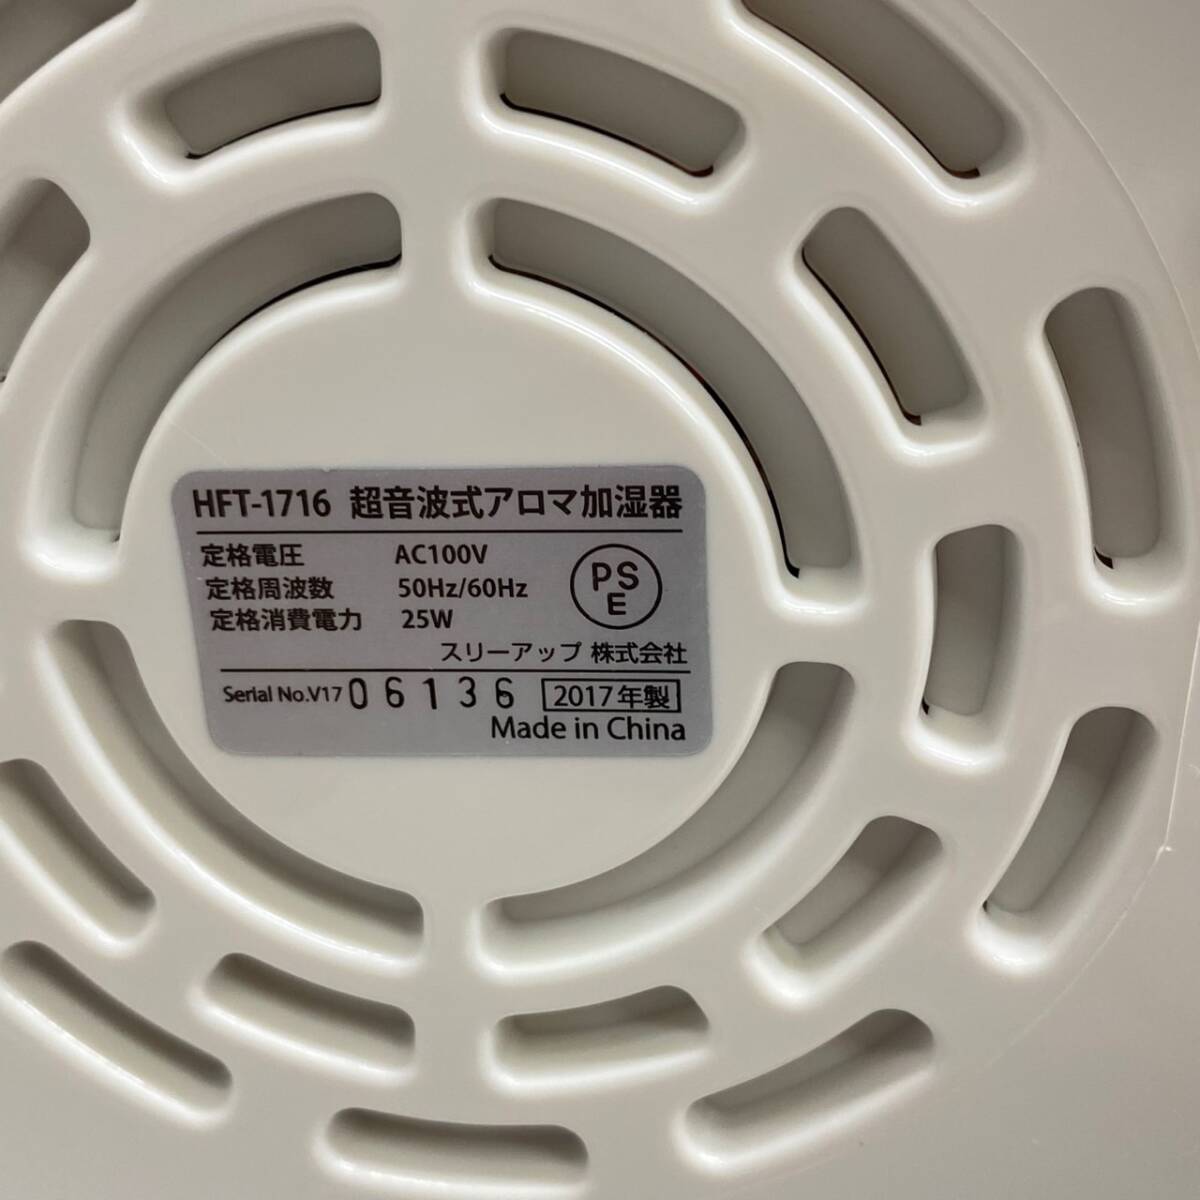 HFT-1716 超音波式アロマ加湿器
定格電圧 AC100V
定格周波数 50Hz/60Hz
定格消費電力 25W
PS
E
スリーアップ 株式会社
Serial No.V17 06136 2017年製
Made in China